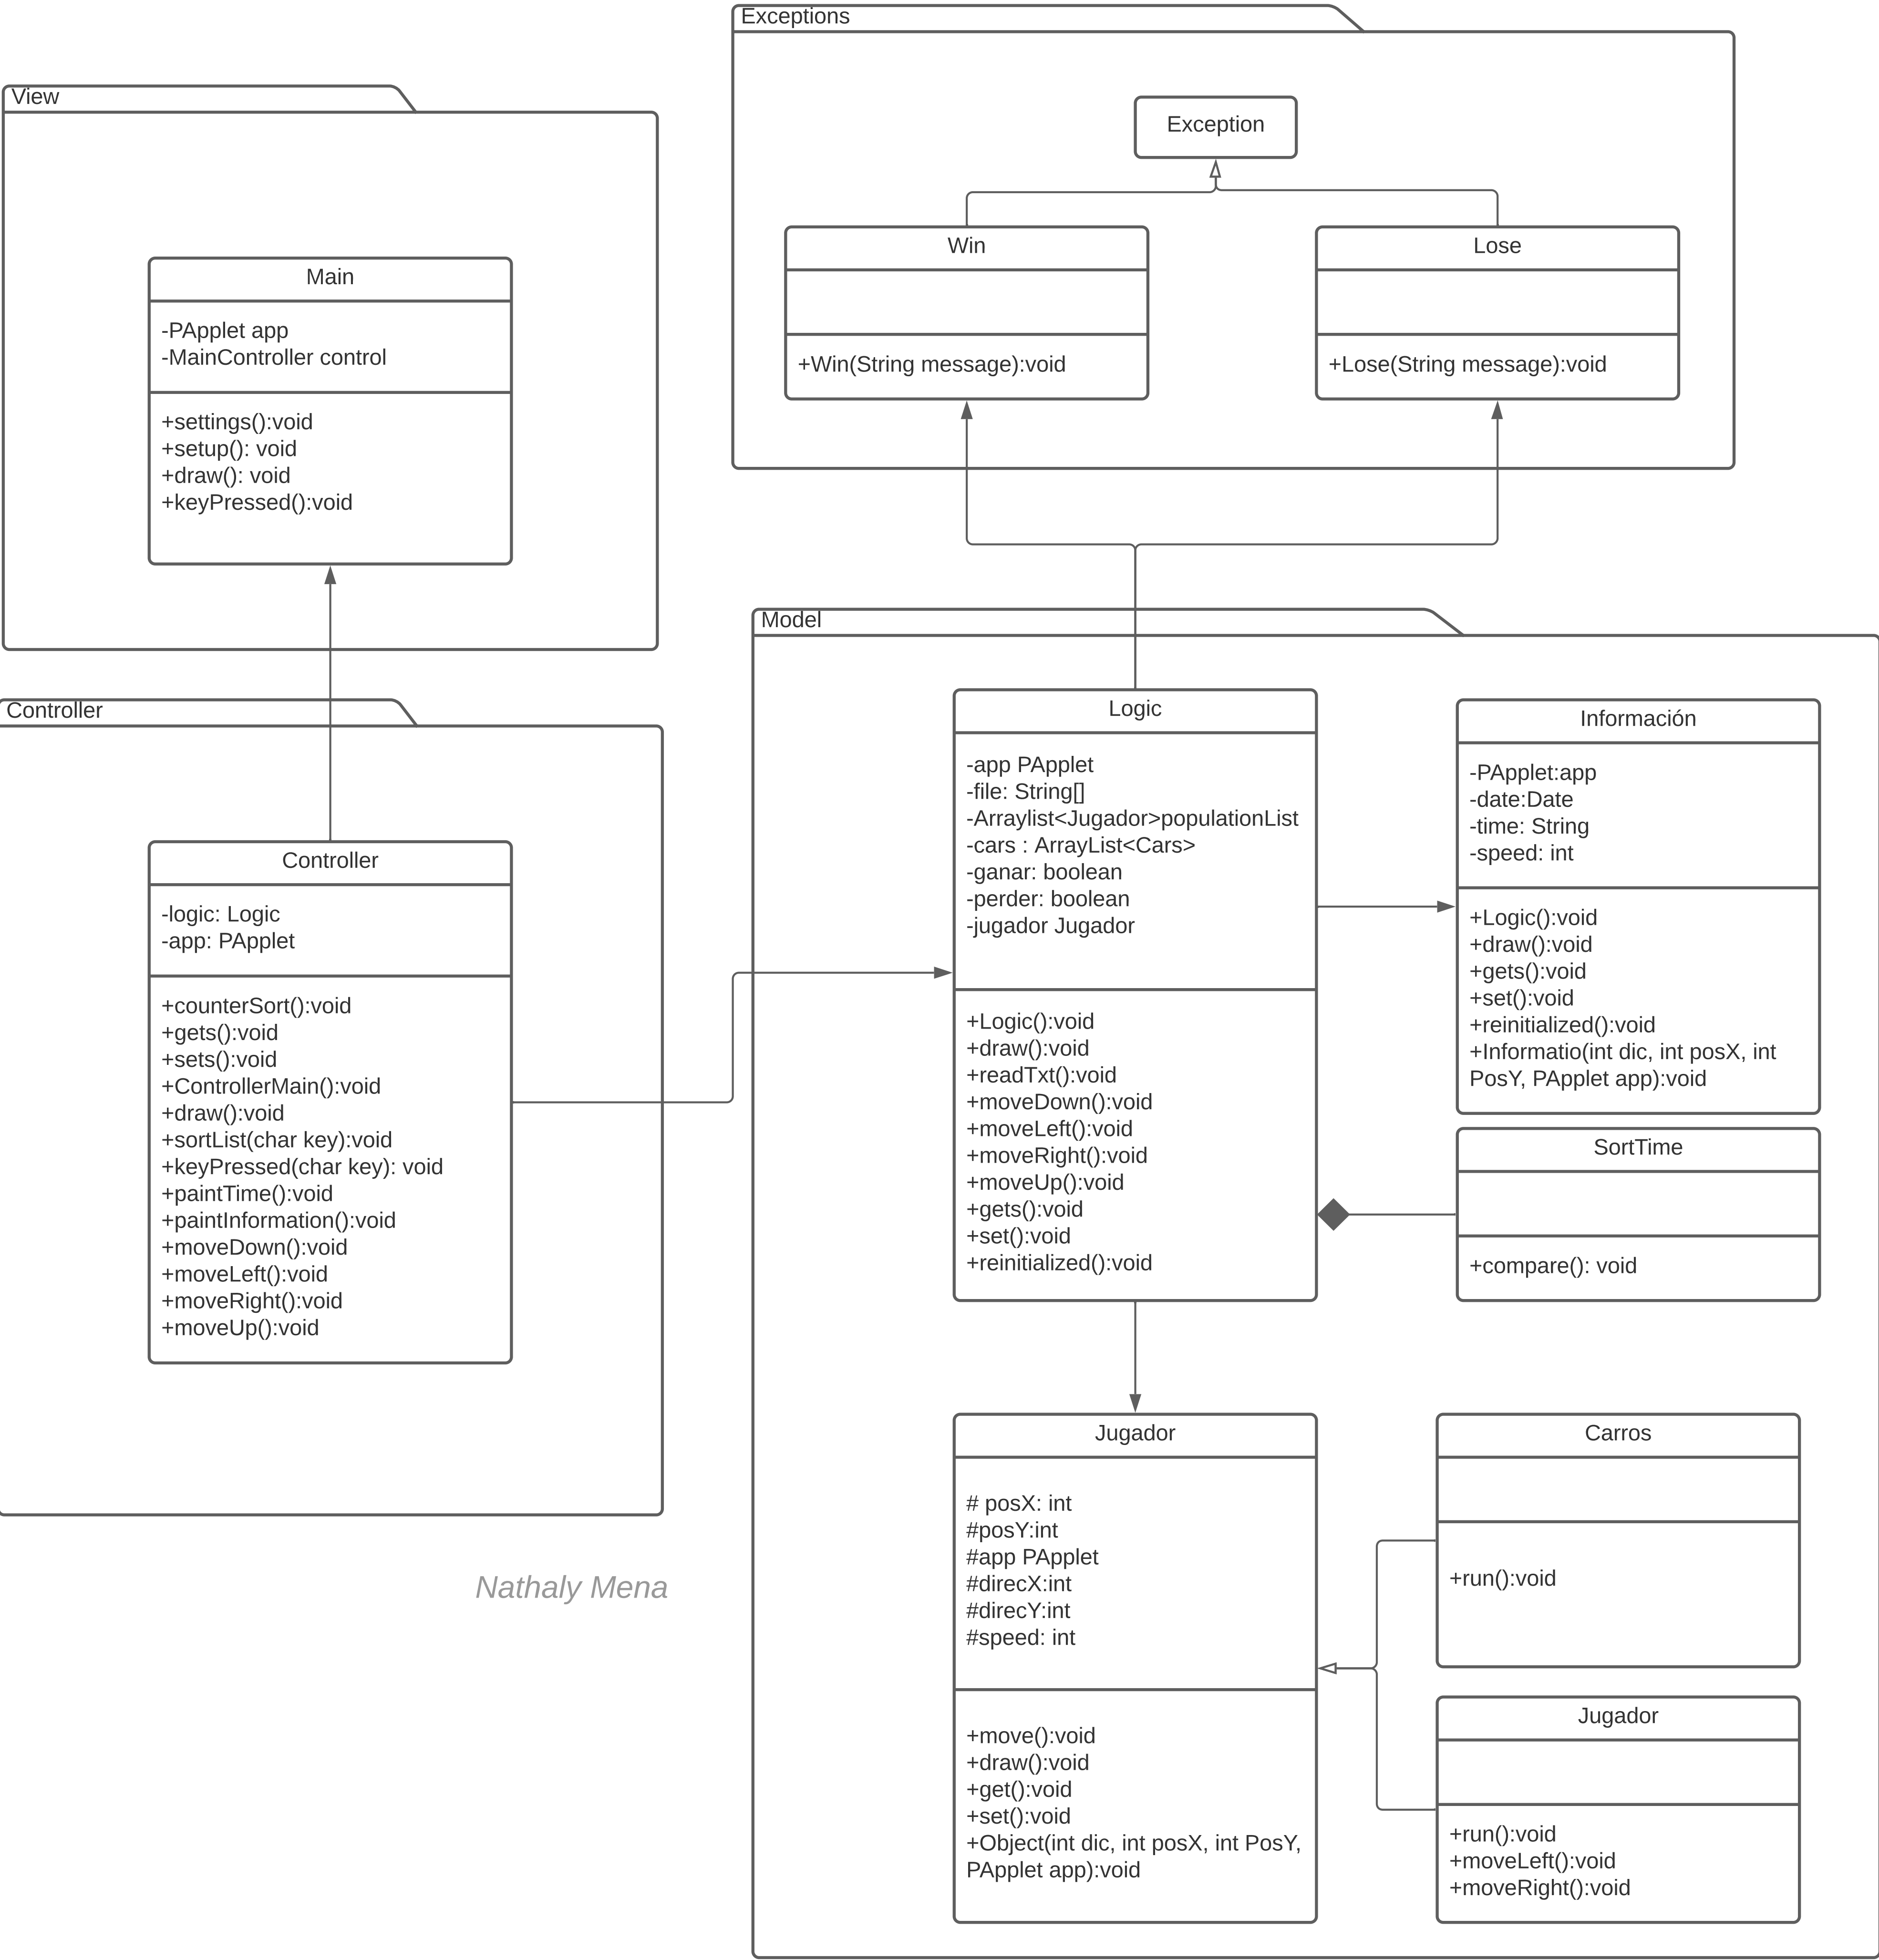 Exceptions
Exception
Win
+Win(String message):void
Lose
+Lose(String message):void
View
Main
-PApplet app
-MainController control
+settings():void
+setup(): void
+draw(): void
+keyPressed():void
Controller
Controller
-logic: Logic
-app: PApplet
+counterSort():void
+gets():void
+sets():void
+ControllerMain():void
+draw():void
+sortList(char key):void
+keyPressed(char key): void
+paintTime():void
+paintInformation():void
+moveDown():void
+moveLeft():void
+moveRight():void
+moveUp():void
Nathaly Mena
Model
Logic
-app PApplet
-file: String[]
-Arraylist<Jugador>populationList
-cars : ArrayList<Cars>
-ganar: boolean
-perder: boolean
-jugador Jugador
+Logic():void
+draw():void
+readTxt():void
+moveDown():void
+moveLeft():void
+moveRight():void
+moveUp():void
+gets():void
+set():void
+reinitialized():void
Información
-PApplet:app
-date:Date
-time: String
-speed: int
+Logic():void
+draw():void
+gets():void
+set():void
+reinitialized():void
+Informatio(int dic, int posX, int
PosY, PApplet app):void
SortTime
+compare(): void
Jugador
# posX: int
#posY:int
#app PApplet
#direcX:int
#direcY:int
#speed: int
+move():void
+draw():void
+get():void
+set():void
+Object(int dic, int posX, int PosY,
PApplet app):void
Carros
+run():void
Jugador
+run():void
+moveLeft():void
+moveRight():void